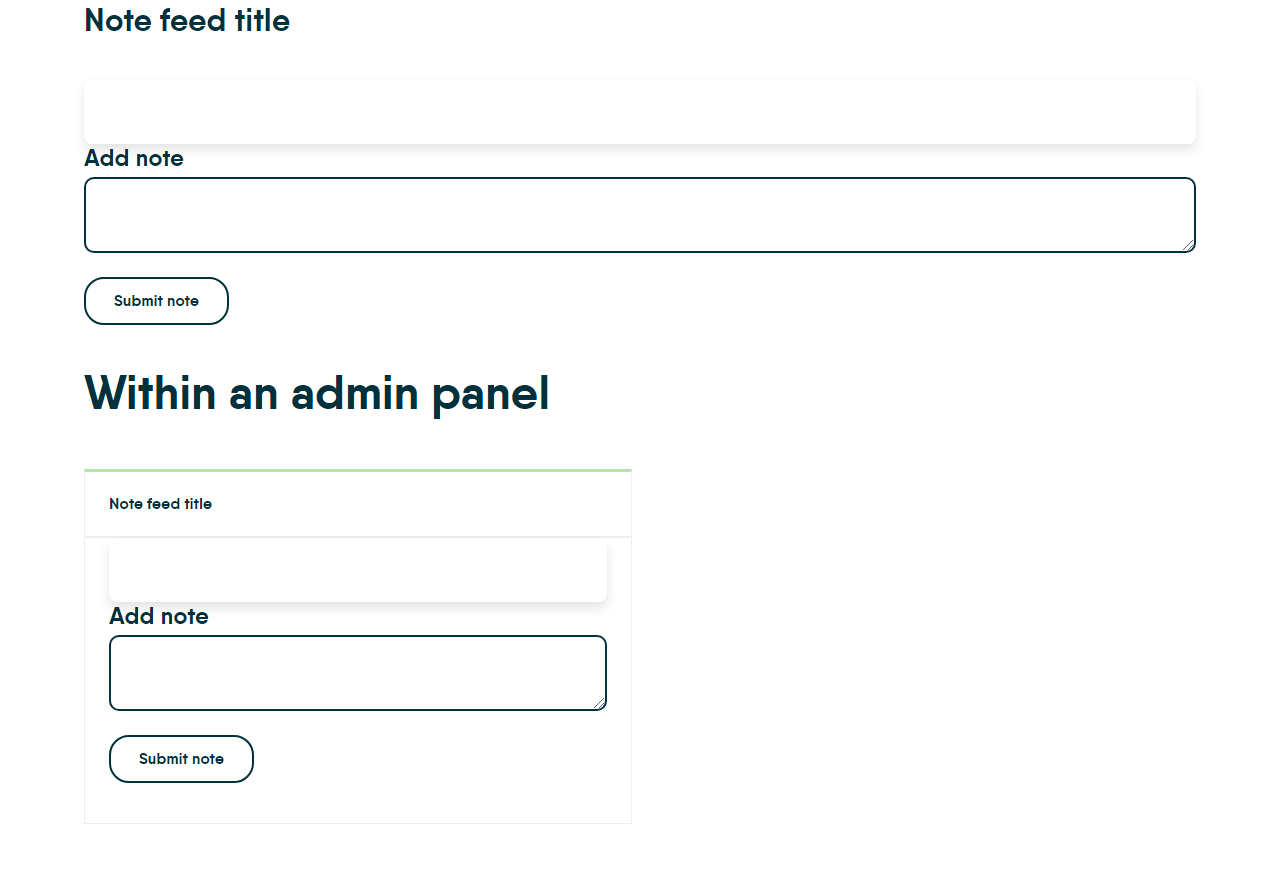 Note feed title
Add note
Submit note
Within an admin panel
Note feed title
Add note
Submit note